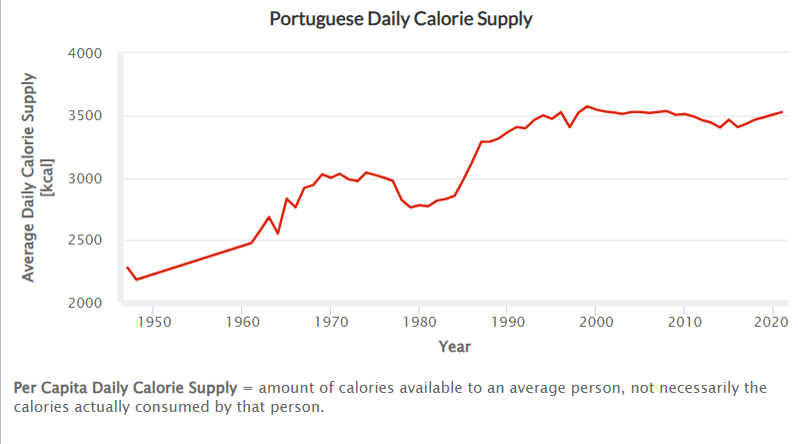 Portuguese Daily Calorie Supply
Average Daily Calorie Supply
[kcal]
4000
3500
3000
2500
2000
1950 1960 1970 1980 1990 2000 2010 2020
Year
Per Capita Daily Calorie Supply = amount of calories available to an average person, not necessarily the
calories actually consumed by that person.